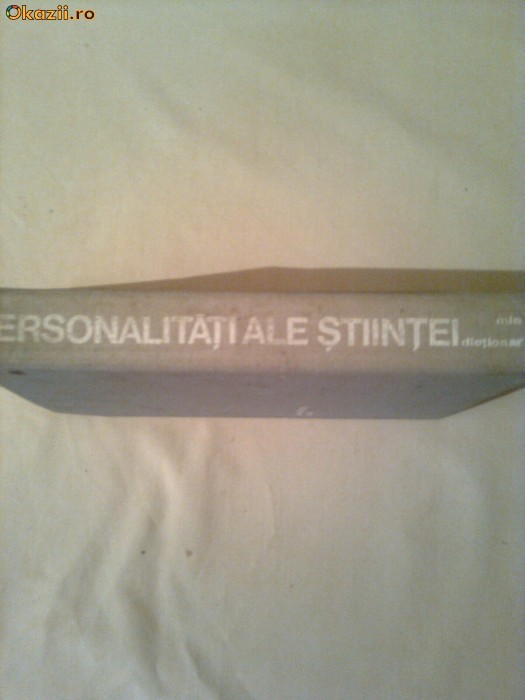 Okazii.ro
ERSONALITĂȚI ALE ȘTIINȚEI
mic
dicționar